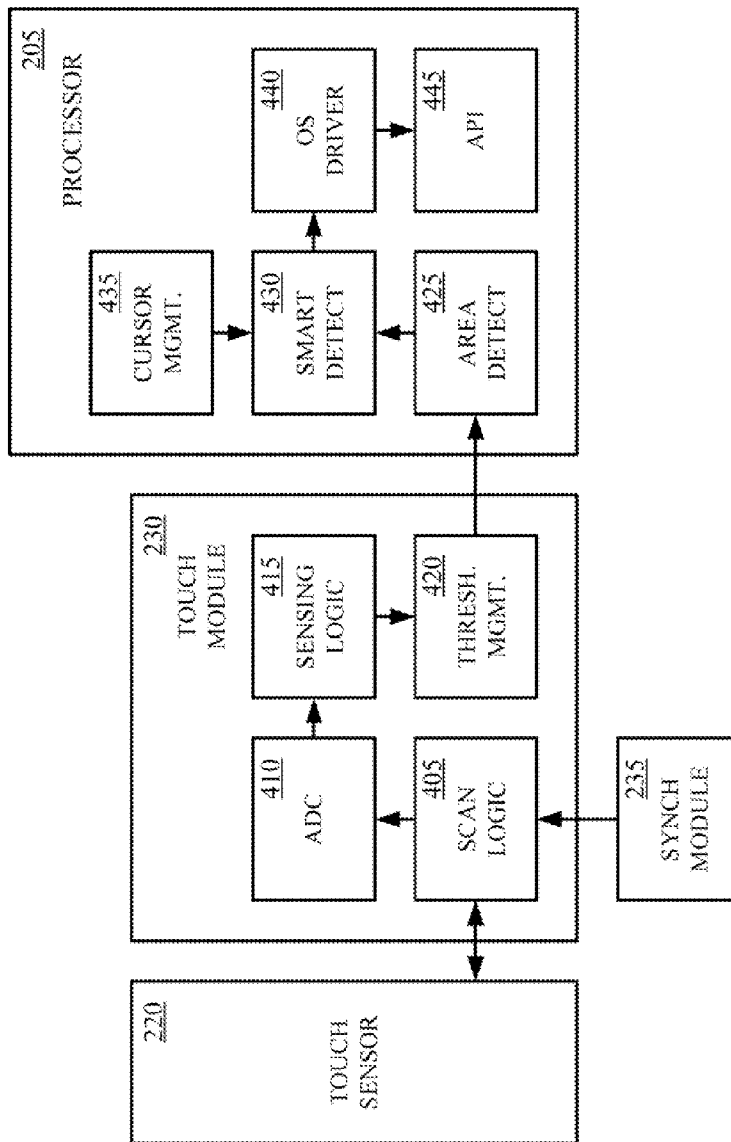 220
TOUCH
SENSOR
230
TOUCH
MODULE
410
ADC
415
SENSING
LOGIC
405
SCAN
LOGIC
420
THRESH.
MGMT.
235
SYNCH
MODULE
205
PROCESSOR
435
CURSOR
MGMT.
430
SMART
DETECT
440
OS
DRIVER
425
AREA
DETECT
445
API